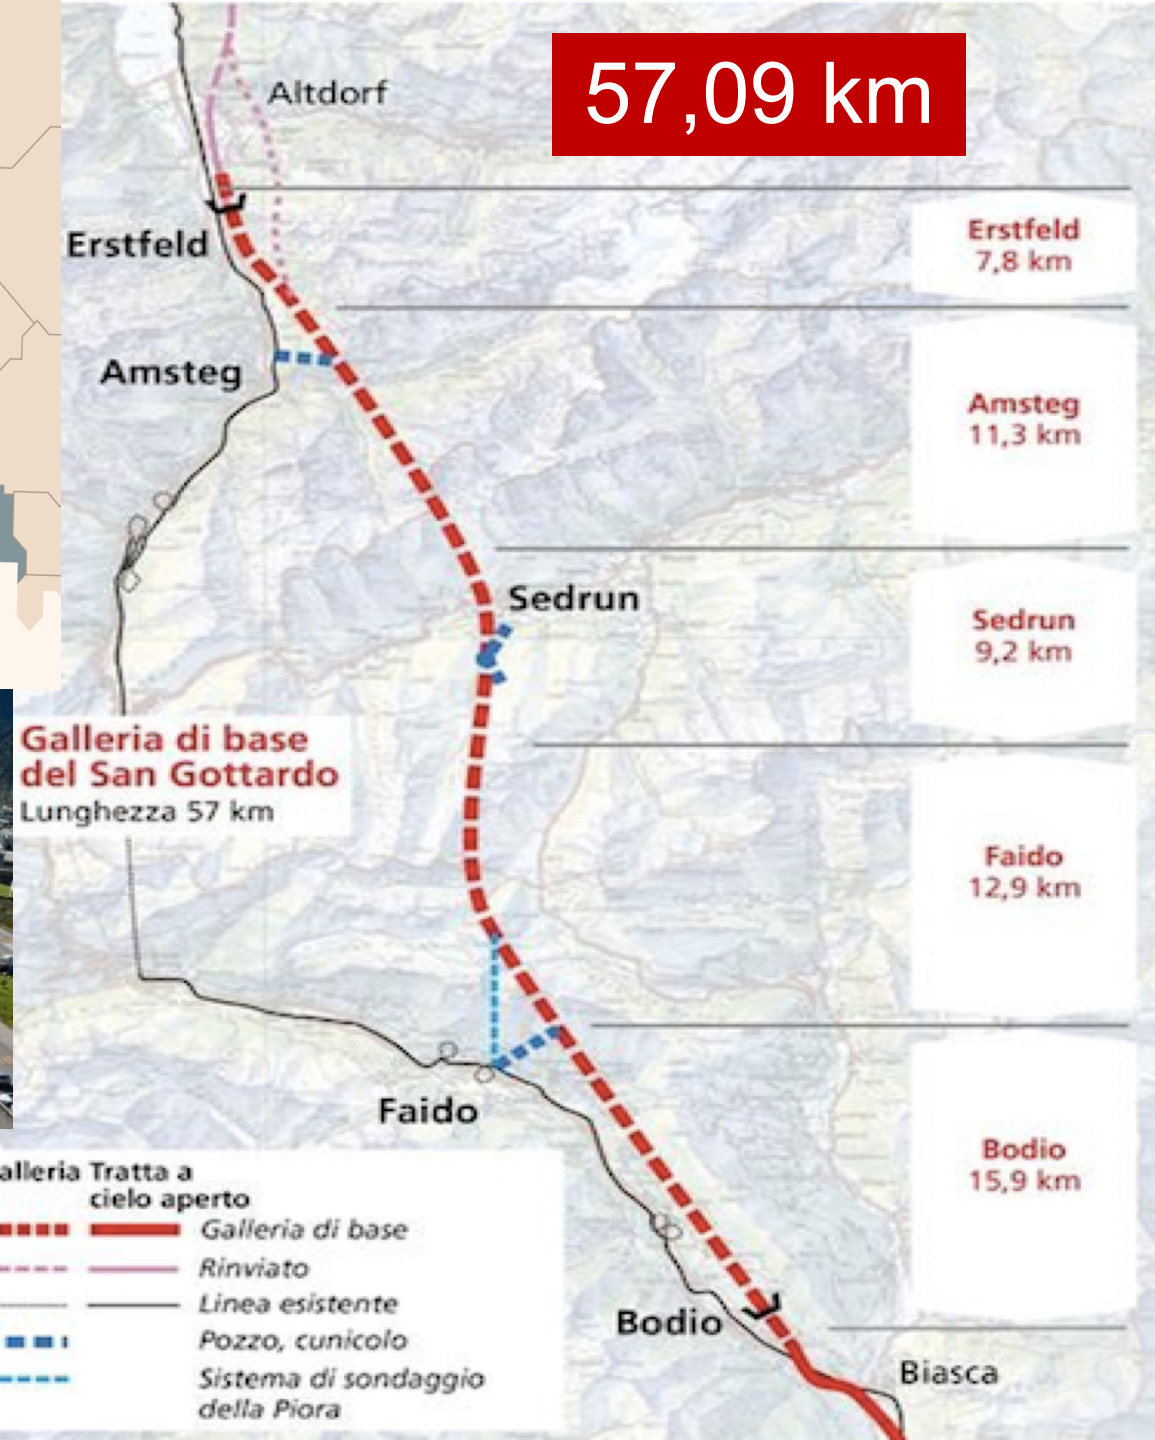 57,09 km
Altdorf
Erstfeld
Erstfeld
7,8 km
Amsteg
Amsteg
11,3 km
Sedrun
Sedrun
9,2 km
Galleria di base
del San Gottardo
Lunghezza 57 km
Faido
12,9 km
Faido
Bodio
15,9 km
Bodio
Biasca
alleria Tratta a
cielo aperto
Galleria di base
Rinviato
Linea esistente
Pozzo, cunicolo
Sistema di sondaggio
della Piora